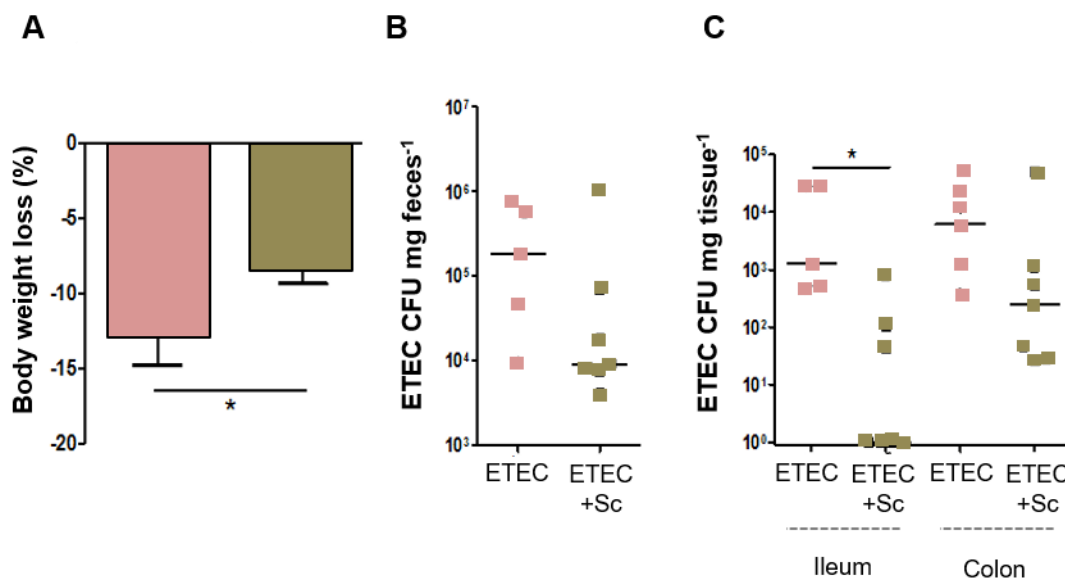 A
B
C
Body weight loss (%)
0
-5
-10
-15
-20
*
ETEC CFU mg feces⁻¹
10⁷
10⁶
10⁵
10⁴
10³
ETEC
ETEC
+Sc
ETEC CFU mg tissue⁻¹
10⁵
10⁴
10³
10²
10¹
10⁰
*
ETEC
ETEC
+Sc
ETEC
ETEC
+Sc
Ileum
Colon